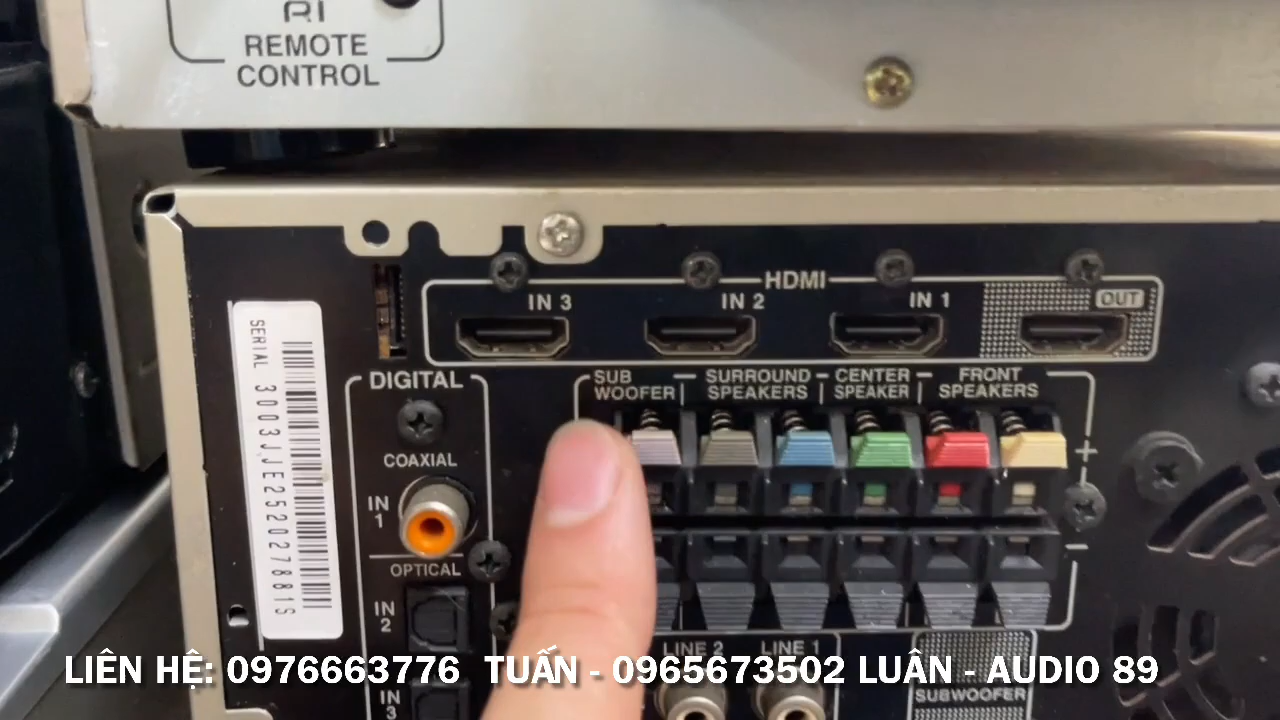 RI
REMOTE
CONTROL
HDMI
IN 3
IN 2
IN 1
OUT
SERIAL 3003JJE25202788 1S
DIGITAL
COAXIAL
IN
1
OPTICAL
IN
2
IN
3
SUB
WOOFER
SURROUND
SPEAKERS
CENTER
SPEAKER
FRONT
SPEAKERS
+
-
LINE 2
LINE 1
SUBWOOFER
LIÊN HỆ: 0976663776 TUẤN - 0965673502 LUÂN - AUDIO 89